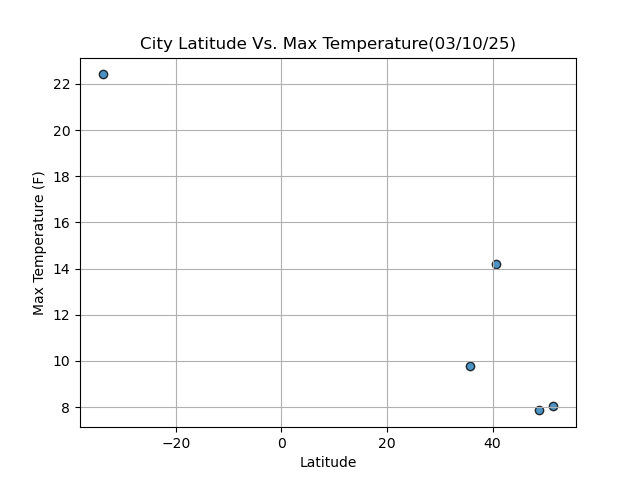 City Latitude Vs. Max Temperature(03/10/25)
22
20
18
16
14
12
10
8
Max Temperature (F)
−20 0 20 40
Latitude